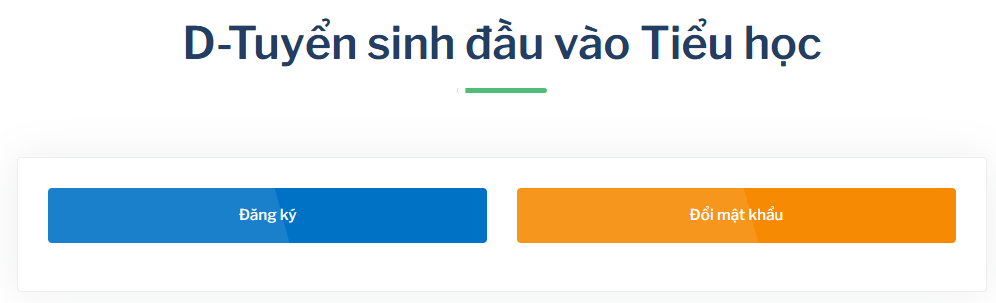 D-Tuyển sinh đầu vào Tiểu học
Đăng ký
Đổi mật khẩu